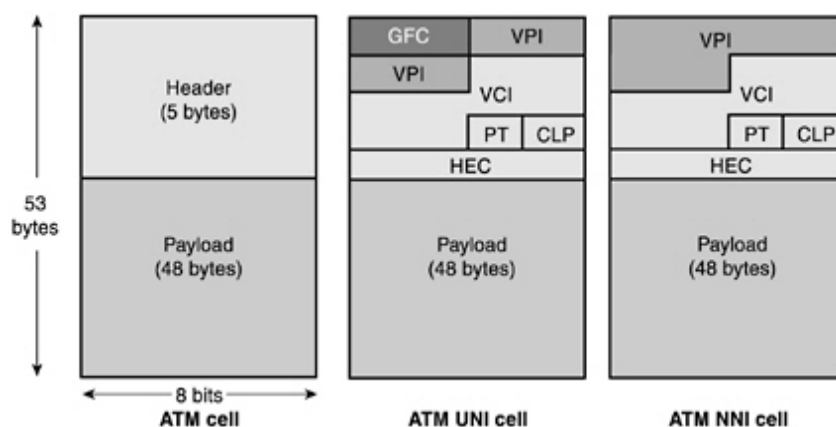 53
bytes
Header
(5 bytes)
Payload
(48 bytes)
8 bits
ATM cell
GFC
VPI
VPI
VCI
PT
CLP
HEC
Payload
(48 bytes)
ATM UNI cell
VPI
VCI
PT
CLP
HEC
Payload
(48 bytes)
ATM NNI cell